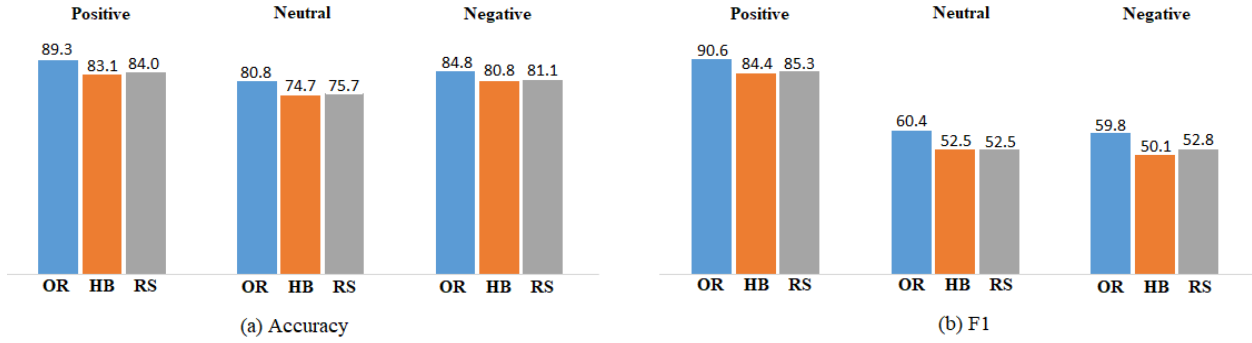 Positive Neutral Negative
89.3 83.1 84.0 80.8 74.7 75.7 84.8 80.8 81.1
OR HB RS OR HB RS OR HB RS
(a) Accuracy
Positive Neutral Negative
90.6 84.4 85.3 60.4 52.5 52.5 59.8 50.1 52.8
OR HB RS OR HB RS OR HB RS
(b) F1